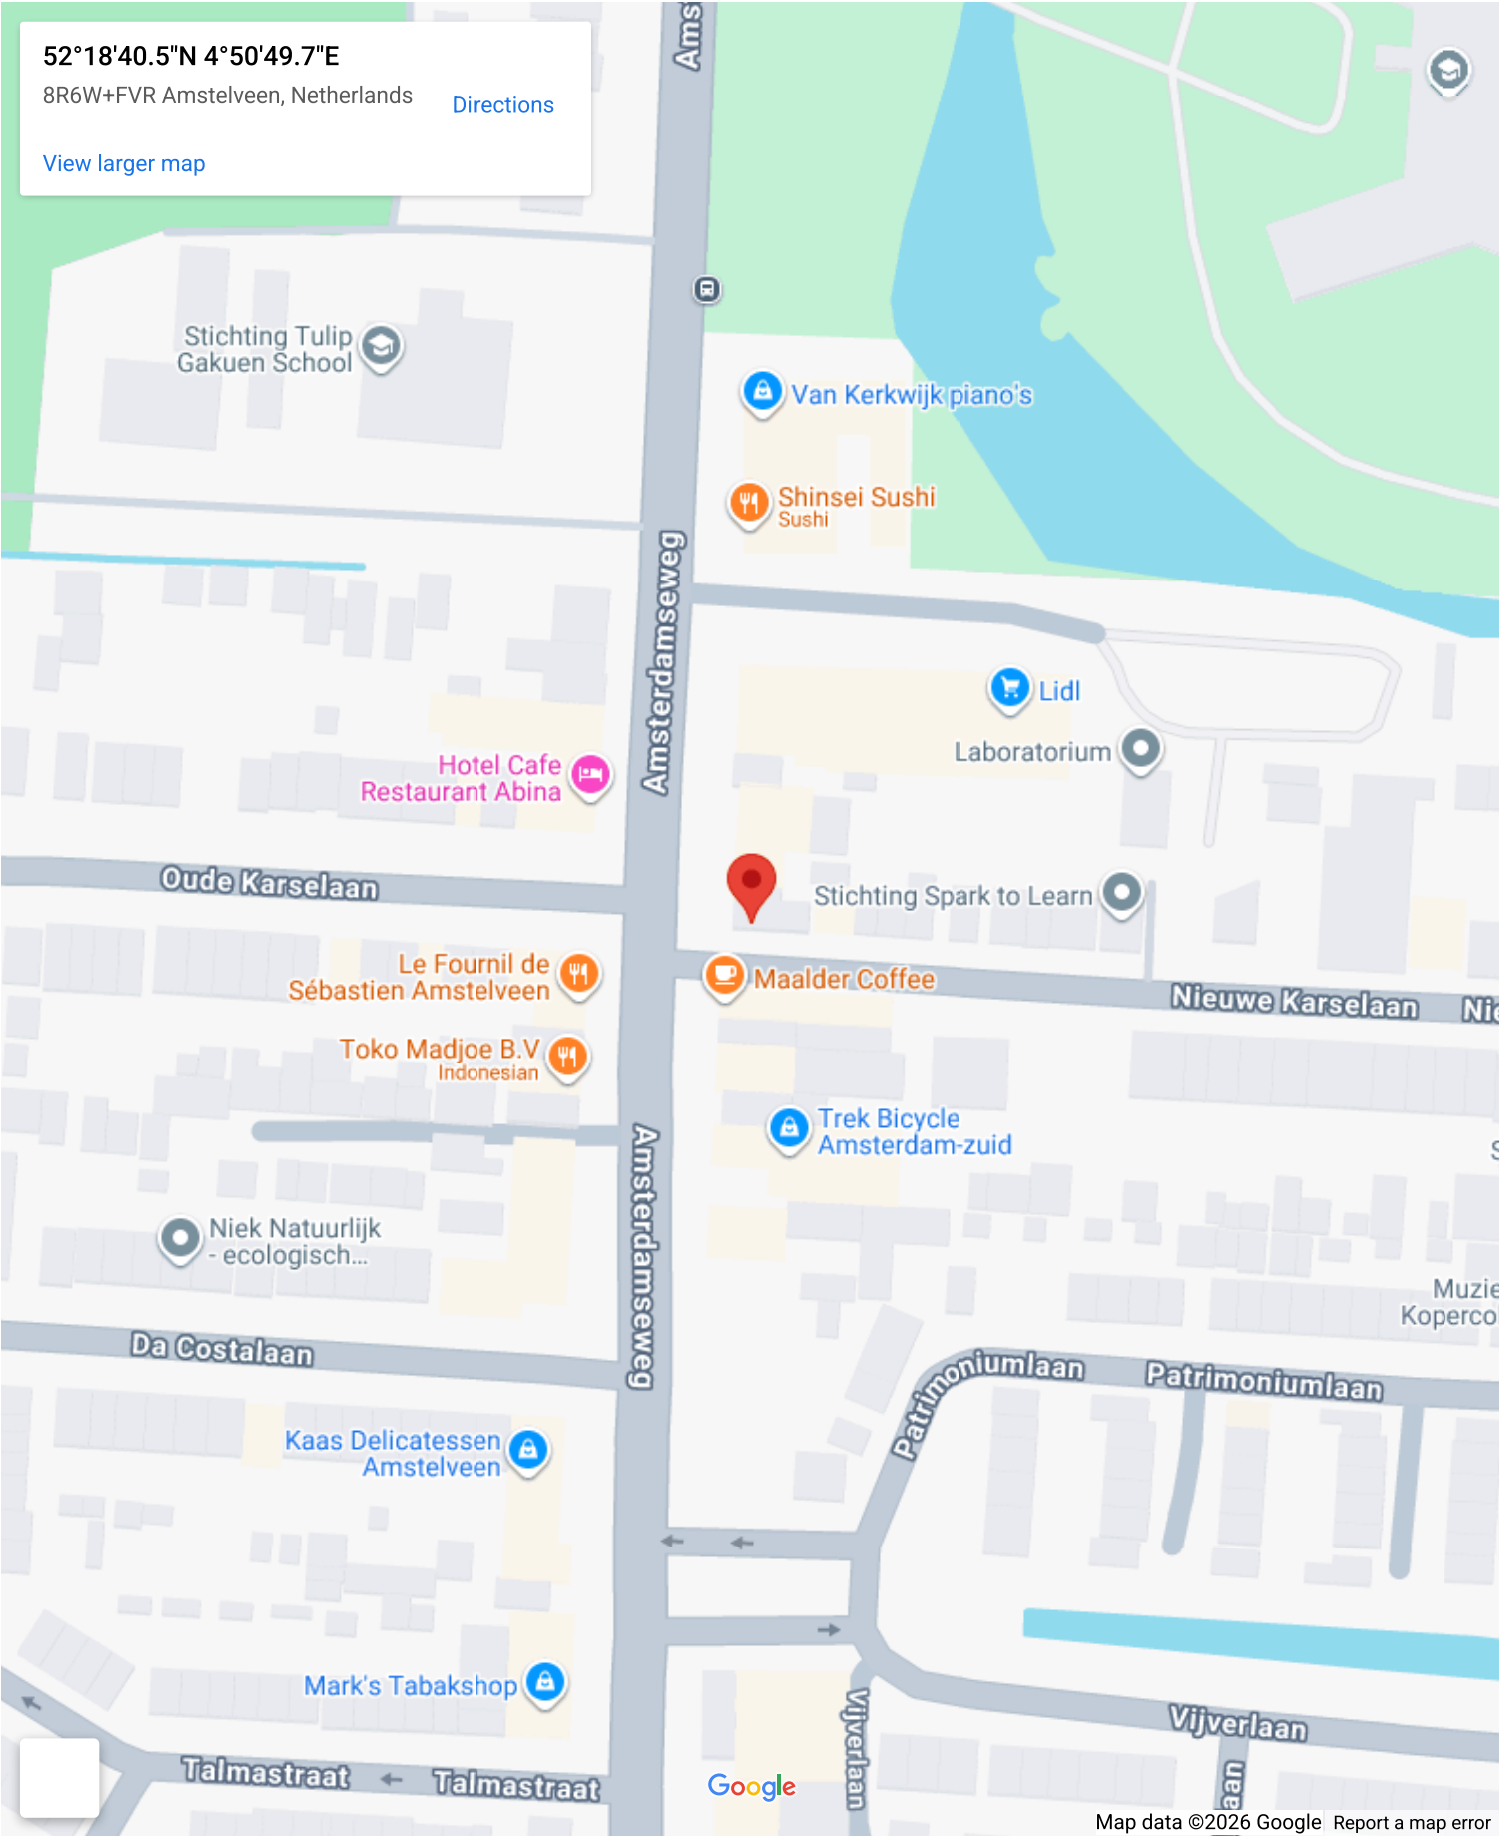 52°18'40.5"N 4°50'49.7"E
8R6W+FVR Amstelveen, Netherlands
Directions
View larger map
Ams
Stichting Tulip
Gakuen School
Van Kerkwijk piano's
Shinsei Sushi
Sushi
Amsterdamseweg
Lidl
Laboratorium
Hotel Cafe
Restaurant Abina
Oude Karselaan
Stichting Spark to Learn
Le Fournil de
Sébastien Amstelveen
Maalder Coffee
Nieuwe Karselaan
Nie
Toko Madjoe B.V
Indonesian
Trek Bicycle
Amsterdam-zuid
Amsterdamseweg
S
Niek Natuurlijk
- ecologisch...
Muzie
Koperco
Da Costalaan
Patrimoniumlaan
Patrimoniumlaan
Kaas Delicatessen
Amstelveen
Mark's Tabakshop
Vijverlaan
Vijverlaan
Talmastraat
Talmastraat
Google
aan
Map data ©2026 Google
Report a map error